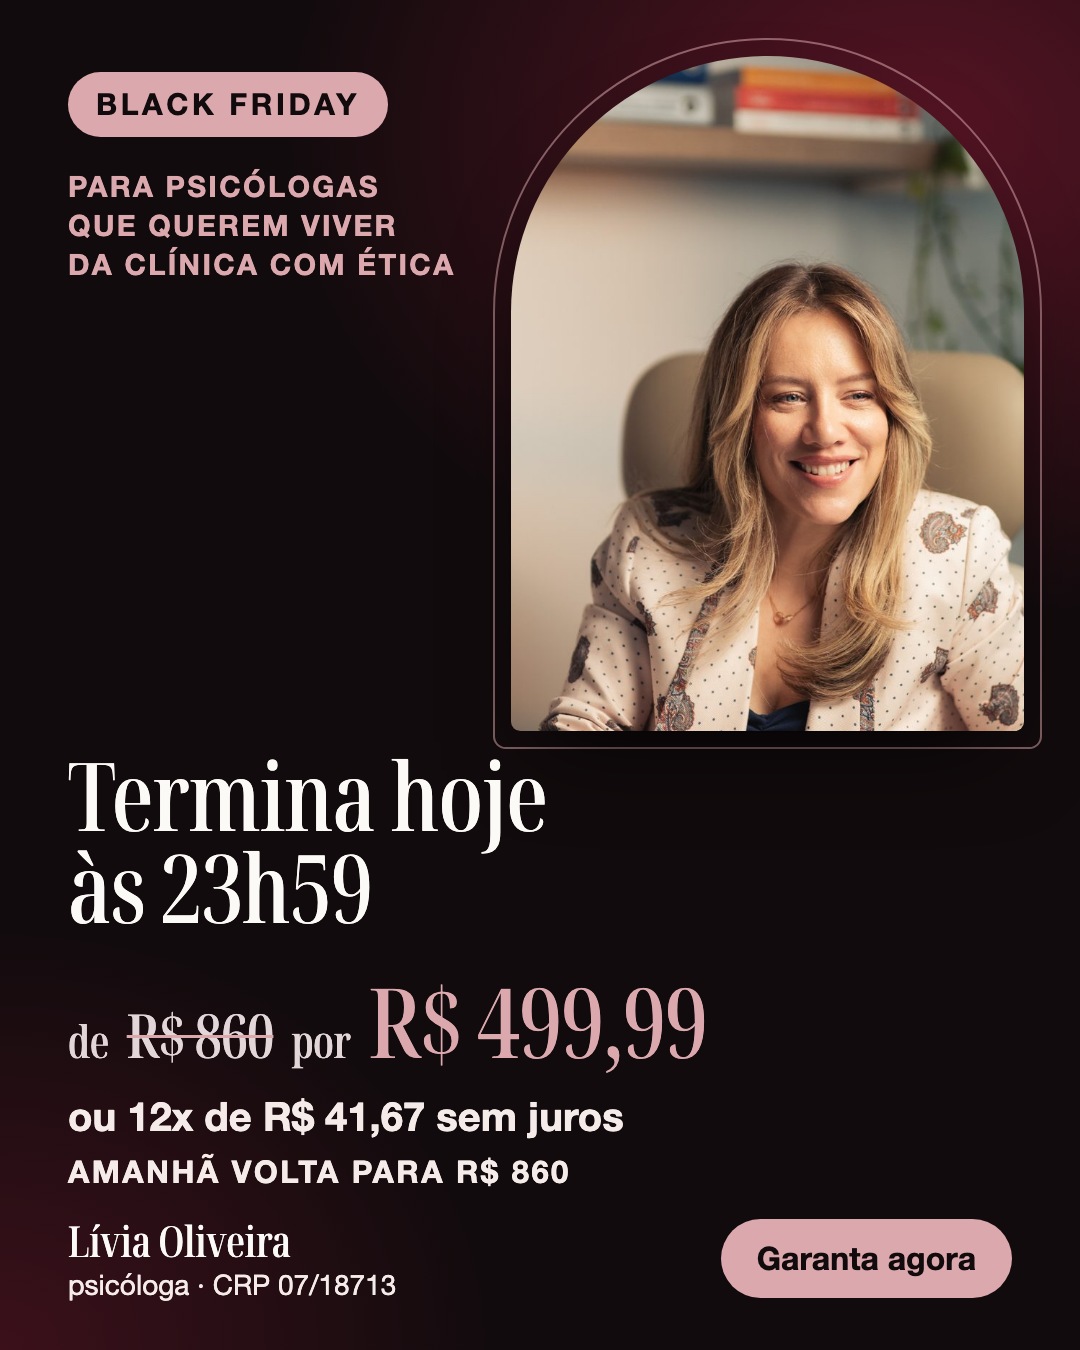 BLACK FRIDAY
PARA PSICÓLOGAS
QUE QUEREM VIVER
DA CLÍNICA COM ÉTICA
Termina hoje
às 23h59
de R$ 860 por R$ 499,99
ou 12x de R$ 41,67 sem juros
AMANHÃ VOLTA PARA R$ 860
Lívia Oliveira
psicóloga · CRP 07/18713
Garanta agora